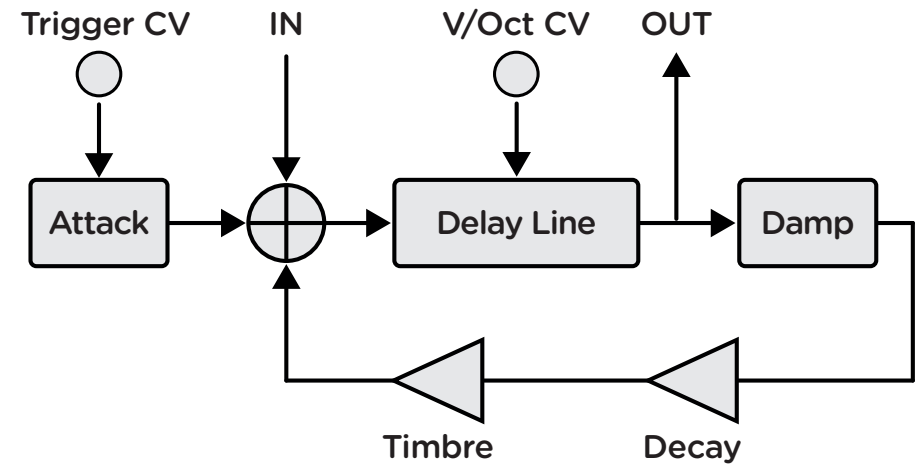 Trigger CV
IN
V/Oct CV
OUT
Attack
Delay Line
Damp
Timbre
Decay